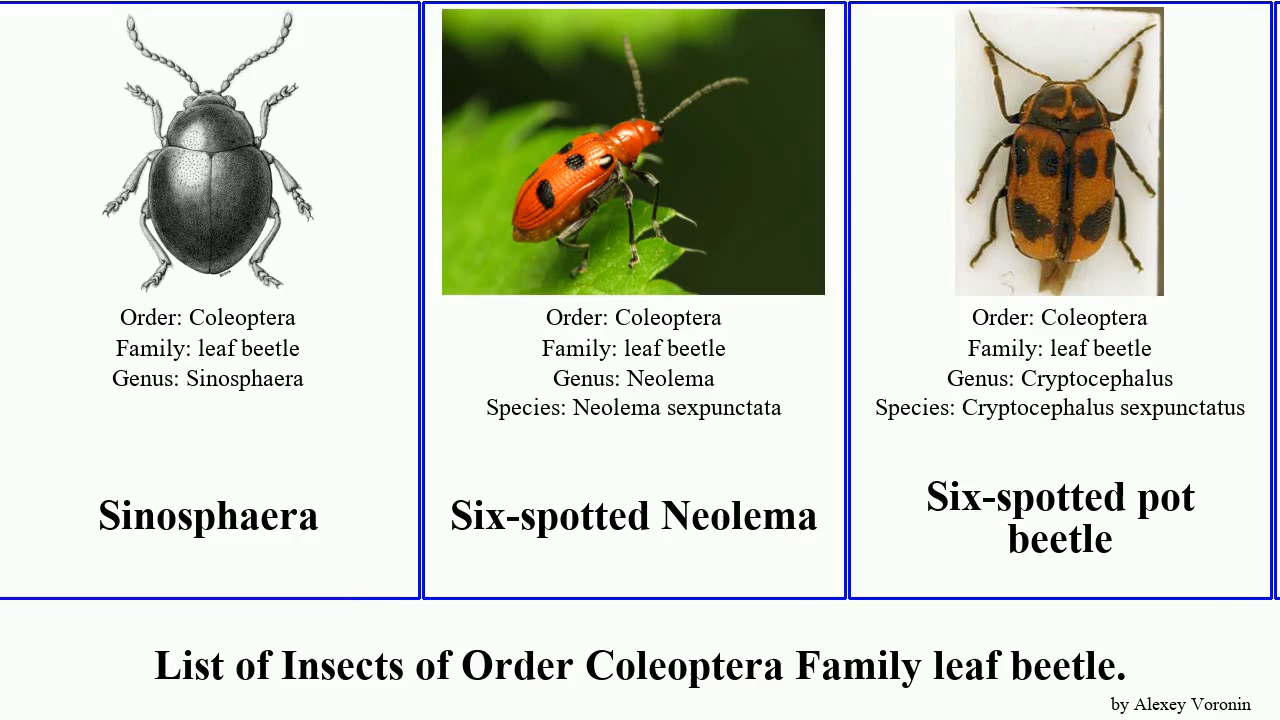 Order: Coleoptera
Family: leaf beetle
Genus: Sinosphaera
Sinosphaera
Order: Coleoptera
Family: leaf beetle
Genus: Neolema
Species: Neolema sexpunctata
Six-spotted Neolema
Order: Coleoptera
Family: leaf beetle
Genus: Cryptocephalus
Species: Cryptocephalus sexpunctatus
Six-spotted pot
beetle
List of Insects of Order Coleoptera Family leaf beetle.
by Alexey Voronin